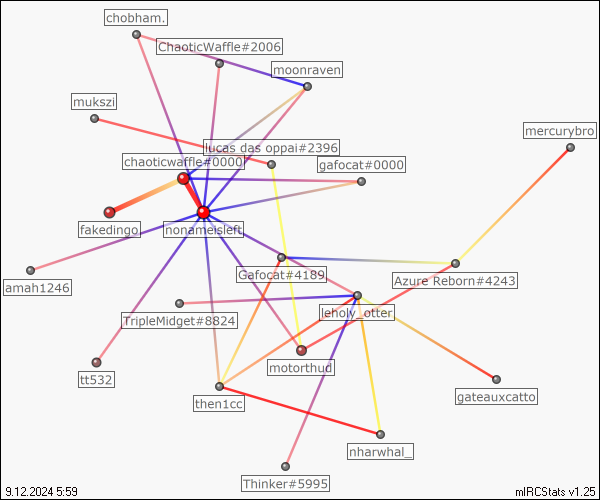 chobham.
ChaoticWaffle#2006
moonraven
mukszi
mercurybro
lucas das oppai#2396
chaoticwaffle#0000
gafocat#0000
fakedingo
nonameisleft
Gafocat#4189
Azure Reborn#4243
amah1246
TripleMidget#8824
leholy_otter
motorthud
tt532
then1cc
gateauxcatto
nharwhal_
Thinker#5995
9.12.2024 5:59
mIRCStats v1.25